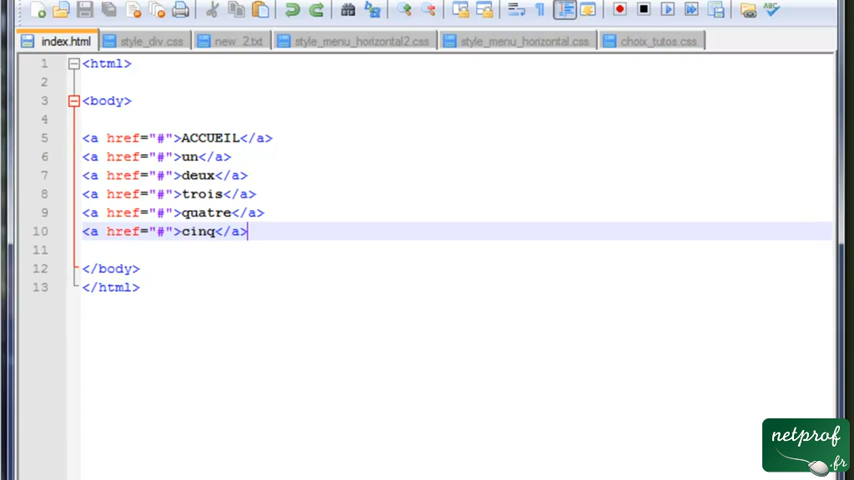 index.html style_div.css new_2.txt style_menu_horizontal2.css style_menu_horizontal.css choix_tutos.css
1 <html>
2
3 <body>
4
5 <a href="#">ACCUEIL</a>
6 <a href="#">un</a>
7 <a href="#">deux</a>
8 <a href="#">trois</a>
9 <a href="#">quatre</a>
10 <a href="#">cinq</a>
11
12 </body>
13 </html>
netprof
.fr